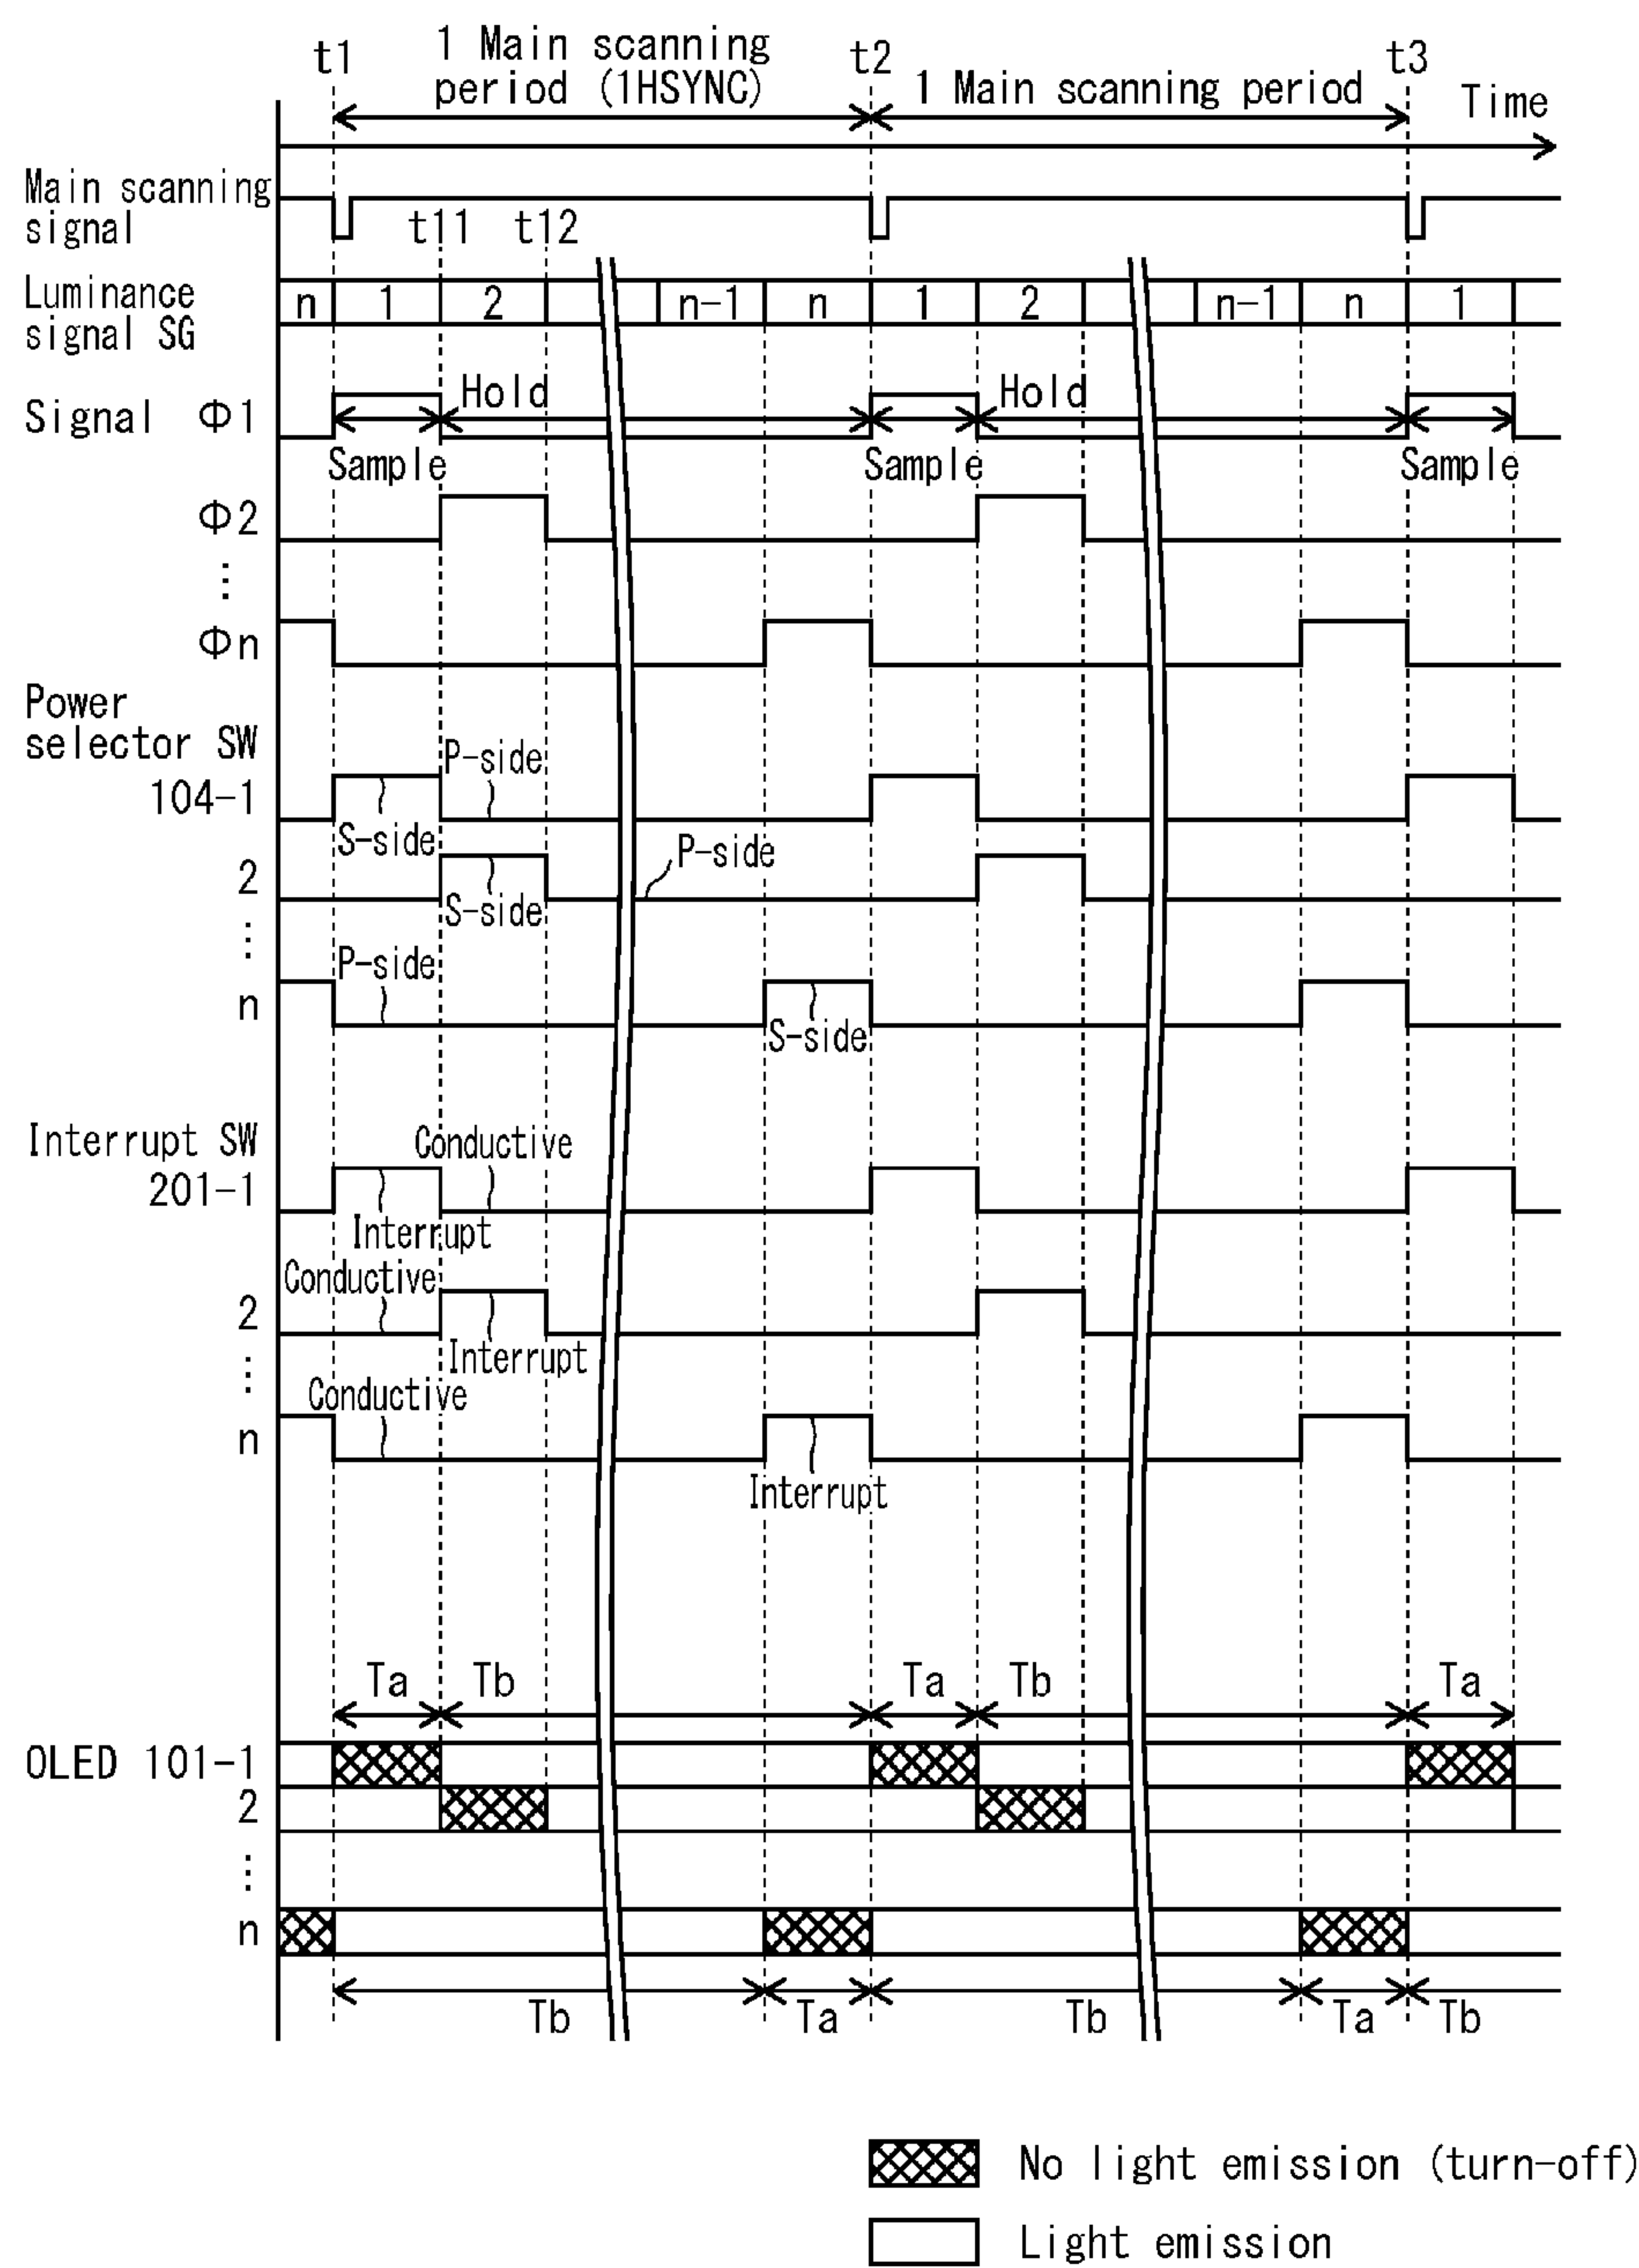 t1
1 Main scanning
period (1HSYNC)
t2
1 Main scanning period
t3
Time
Main scanning
signal
t11
t12
Luminance
signal SG
n 1 2 n-1 n 1 2 n-1 n 1
Signal Φ1
Hold Hold
Sample Sample Sample
Φ2
⋮
Φn
Power
selector SW
104-1
P-side
S-side
2
P-side
S-side
⋮
P-side
n
S-side
Interrupt SW
201-1
Conductive
Interrupt
Conductive
2
Interrupt
⋮
Conductive
n
Interrupt
Ta Tb Ta Tb Ta
OLED 101-1
2
⋮
n
Tb Ta Tb Ta Tb
No light emission (turn-off)
Light emission